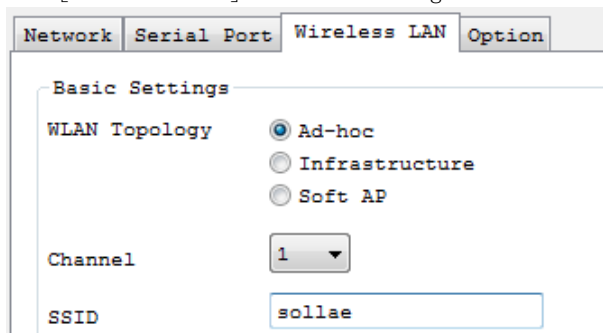 Network Serial Port Wireless LAN Option
Basic Settings
WLAN Topology Ad-hoc
Infrastructure
Soft AP
Channel 1
SSID sollae